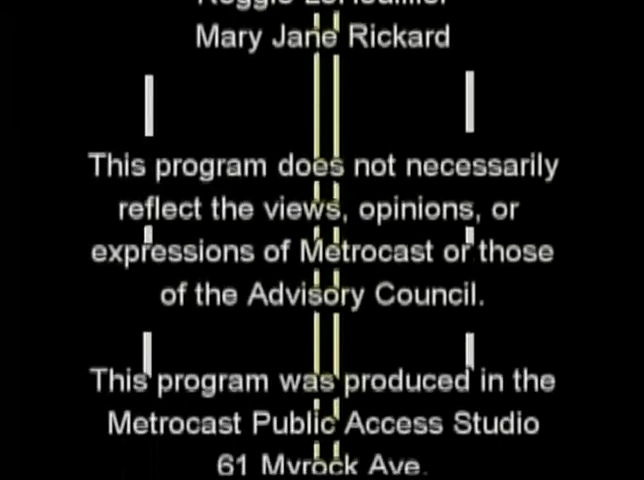 Mary Jane Rickard
This program does not necessarily
reflect the views, opinions, or
expressions of Metrocast or those
of the Advisory Council.
This program was produced in the
Metrocast Public Access Studio
61 Myrock Ave.